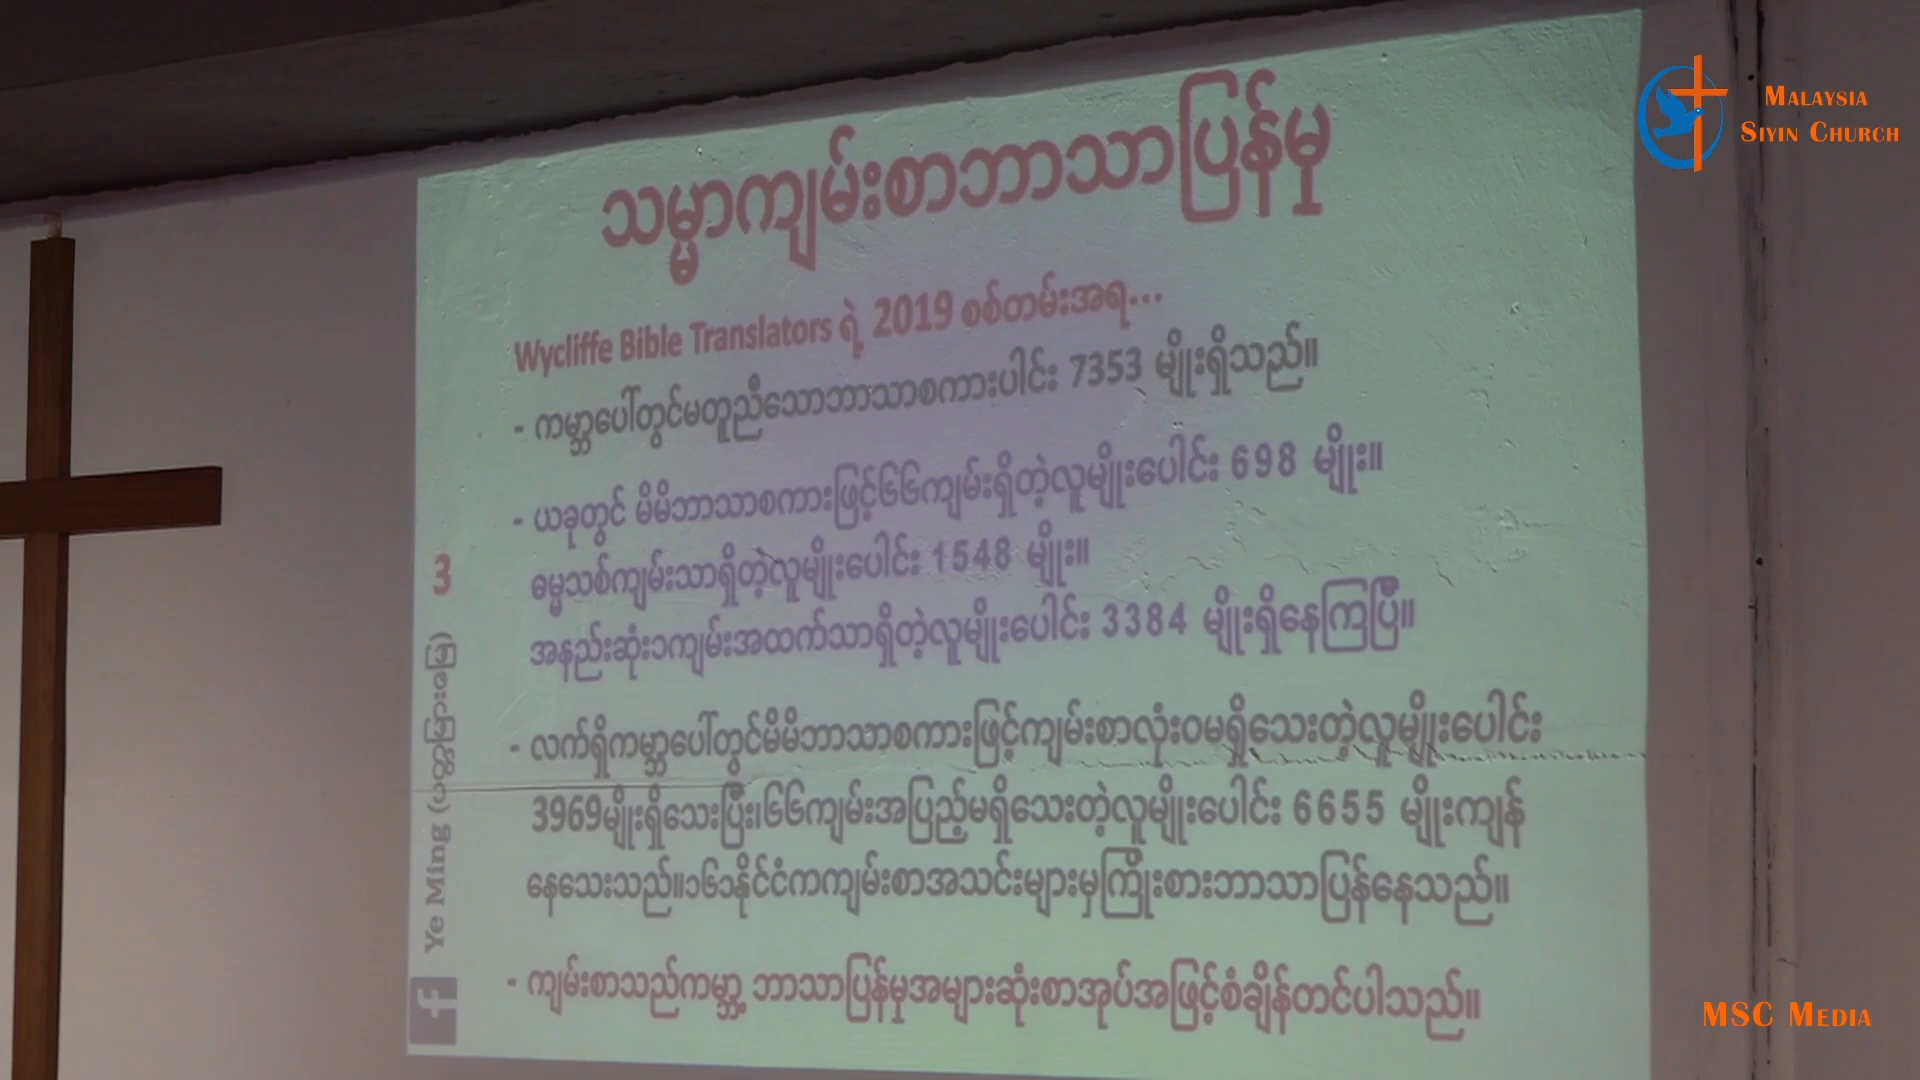 သမ္မာကျမ်းစာဘာသာပြန်မှု
Wycliffe Bible Translators ရဲ့ 2019 စစ်တမ်းအရ...
- ကမ္ဘာပေါ်တွင်မတူညီသောဘာသာစကားပေါင်း 7353 မျိုးရှိသည်။
- ယခုတွင် မိမိဘာသာစကားဖြင့်၆၆ကျမ်းရှိတဲ့လူမျိုးပေါင်း 698 မျိုး။
ဓမ္မသစ်ကျမ်းသာရှိတဲ့လူမျိုးပေါင်း 1548 မျိုး။
အနည်းဆုံး၁ကျမ်းအထက်သာရှိတဲ့လူမျိုးပေါင်း 3384 မျိုးရှိနေကြပြီ။
- လက်ရှိကမ္ဘာပေါ်တွင်မိမိဘာသာစကားဖြင့်ကျမ်းစာလုံးဝမရှိသေးတဲ့လူမျိုးပေါင်း
3969မျိုးရှိသေးပြီး၊၆၆ကျမ်းအပြည့်မရှိသေးတဲ့လူမျိုးပေါင်း 6655 မျိုးကျန်
နေသေးသည်။၁၆၁နိုင်ငံကကျမ်းစာအသင်းများမှကြိုးစားဘာသာပြန်နေသည်။
- ကျမ်းစာသည်ကမ္ဘာ့ ဘာသာပြန်မှုအများဆုံးစာအုပ်အဖြင့်စံချိန်တင်ပါသည်။
f Ye Ming 3
MALAYSIA
SIYIN CHURCH
MSC MEDIA